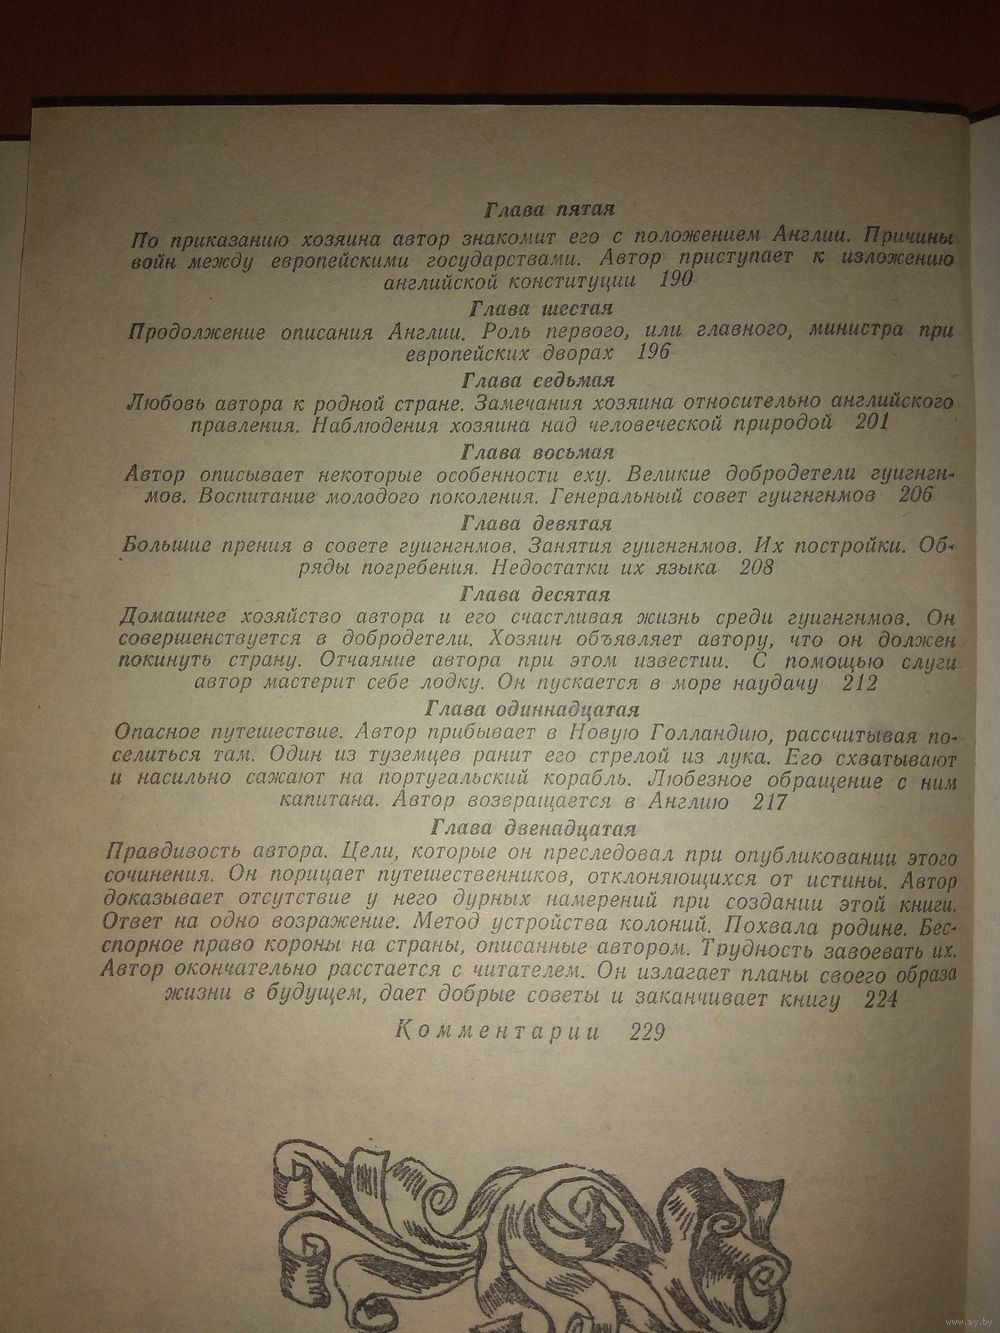 Глава пятая
По приказанию хозяина автор знакомит его с положением Англии. Причины
войн между европейскими государствами. Автор приступает к изложению
английской конституции 190
Глава шестая
Продолжение описания Англии. Роль первого, или главного, министра при
европейских дворах 196
Глава седьмая
Любовь автора к родной стране. Замечания хозяина относительно английского
правления. Наблюдения хозяина над человеческой природой 201
Глава восьмая
Автор описывает некоторые особенности еху. Великие добродетели гуигнгн-
мов. Воспитание молодого поколения. Генеральный совет гуигнгнмов 206
Глава девятая
Большие прения в совете гуигнгнмов. Занятия гуигнгнмов. Их постройки. Об-
ряды погребения. Недостатки их языка 208
Глава десятая
Домашнее хозяйство автора и его счастливая жизнь среди гуигнгнмов. Он
совершенствуется в добродетели. Хозяин объявляет автору, что он должен
покинуть страну. Отчаяние автора при этом известии. С помощью слуги
автор мастерит себе лодку. Он пускается в море наудачу 212
Глава одиннадцатая
Опасное путешествие. Автор прибывает в Новую Голландию, рассчитывая по-
селиться там. Один из туземцев ранит его стрелой из лука. Его схватывают
и насильно сажают на португальский корабль. Любезное обращение с ним
капитана. Автор возвращается в Англию 217
Глава двенадцатая
Правдивость автора. Цели, которые он преследовал при опубликовании этого
сочинения. Он порицает путешественников, отклоняющихся от истины. Автор
доказывает отсутствие у него дурных намерений при создании этой книги.
Ответ на одно возражение. Метод устройства колоний. Похвала родине. Бес-
спорное право короны на страны, описанные автором. Трудность завоевать их.
Автор окончательно расстается с читателем. Он излагает планы своего образа
жизни в будущем, дает добрые советы и заканчивает книгу 224
Комментарии 229
www.ay.by